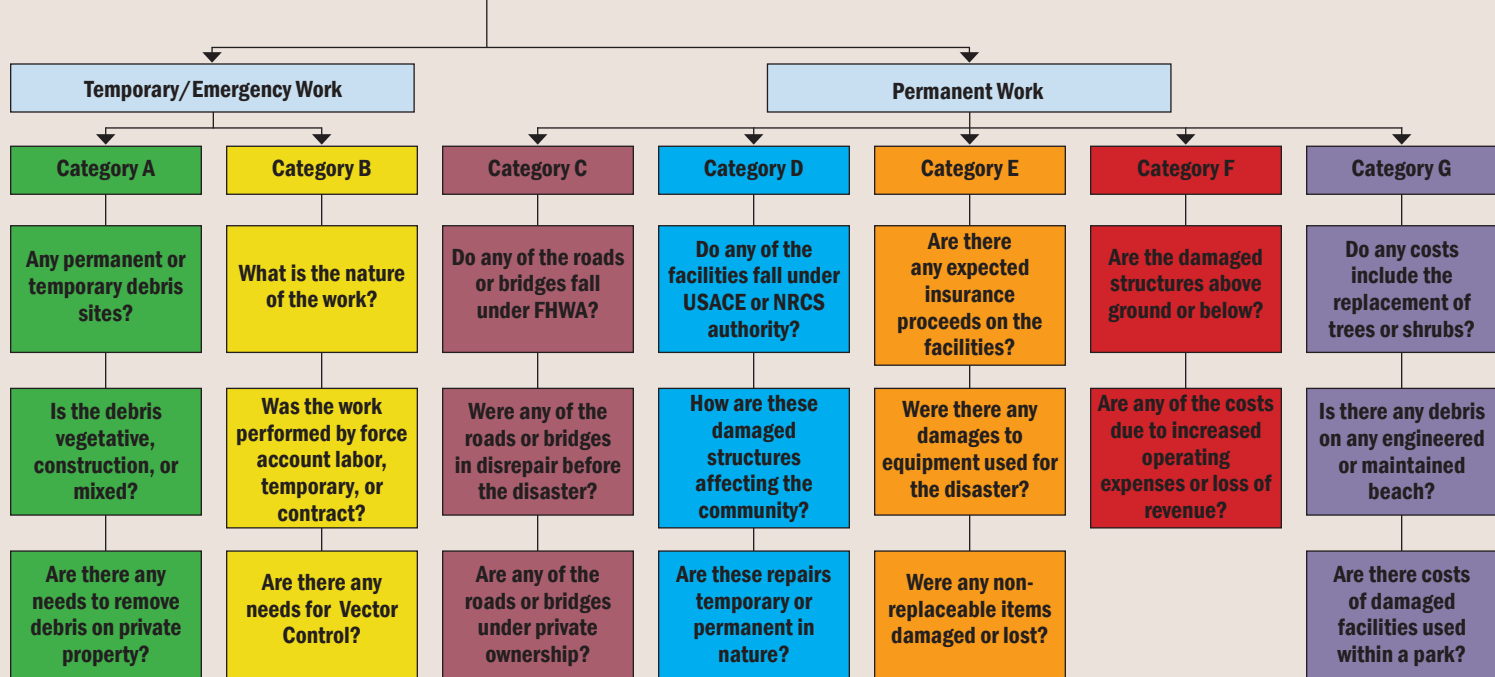 Temporary/Emergency Work
Permanent Work
Category A
Category B
Category C
Category D
Category E
Category F
Category G
Any permanent or
temporary debris
sites?
What is the nature
of the work?
Do any of the roads
or bridges fall
under FHWA?
Do any of the
facilities fall under
USACE or NRCS
authority?
Are there
any expected
insurance
proceeds on the
facilities?
Are the damaged
structures above
ground or below?
Do any costs
include the
replacement of
trees or shrubs?
Is the debris
vegetative,
construction, or
mixed?
Was the work
performed by force
account labor,
temporary, or
contract?
Were any of the
roads or bridges
in disrepair before
the disaster?
How are these
damaged
structures
affecting the
community?
Were there any
damages to
equipment used for
the disaster?
Are any of the costs
due to increased
operating
expenses or loss of
revenue?
Is there any debris
on any engineered
or maintained
beach?
Are there any
needs to remove
debris on private
property?
Are there any
needs for Vector
Control?
Are any of the
roads or bridges
under private
ownership?
Are these repairs
temporary or
permanent in
nature?
Were any non-
replaceable items
damaged or lost?
Are there costs
of damaged
facilities used
within a park?